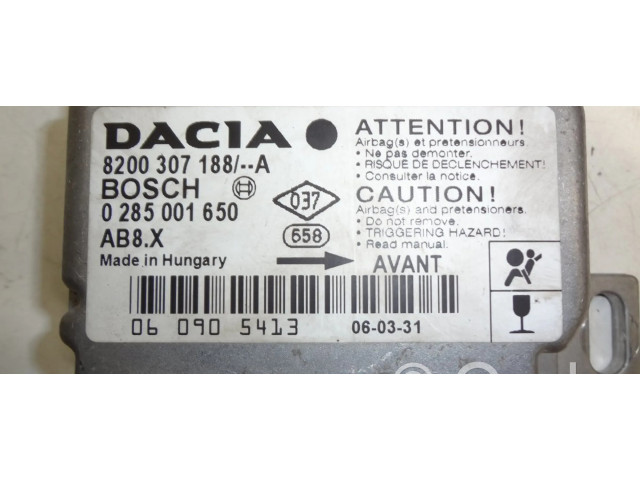 DACIA
8200 307 188/--A
BOSCH
0 285 001 650
AB8.X
Made in Hungary
037
558
ATTENTION!
Airbag(s) et pretensionneurs.
• Ne pas demonter.
• RISQUE DE DECLENCHEMENT!
• Consulter la notice.
CAUTION!
Airbag(s) and pretensioners.
• Do not remove.
• TRIGGERING HAZARD!
• Read manual.
AVANT
06 090 5413
06-03-31